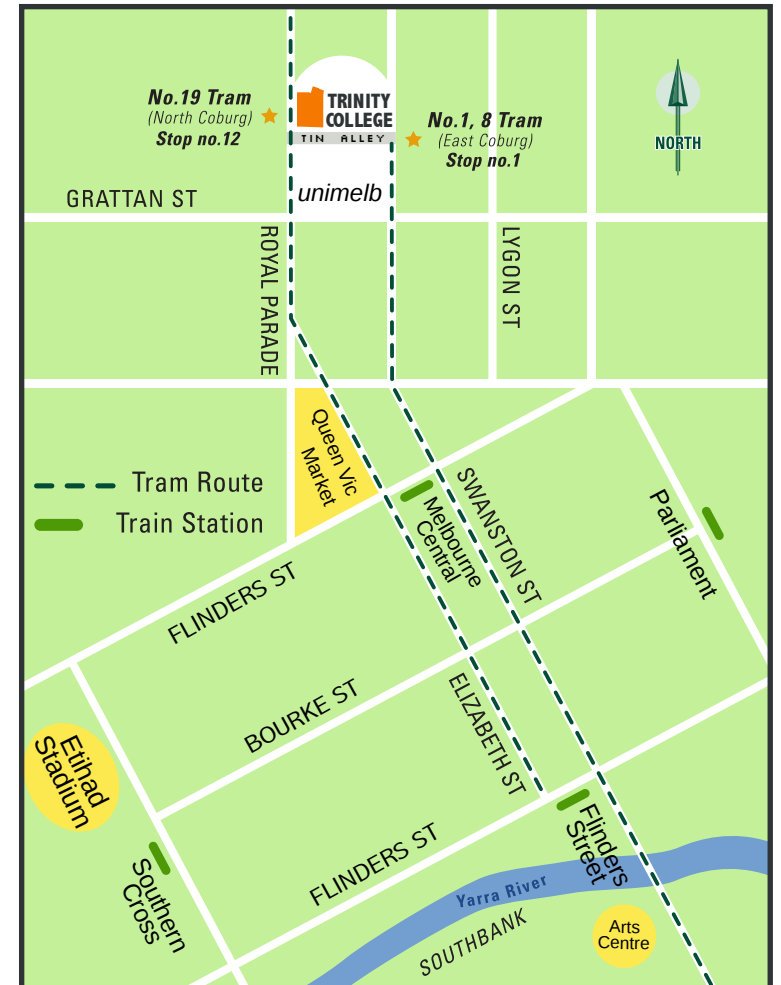 No.19 Tram
(North Coburg)
Stop no.12
TRINITY
COLLEGE
TIN ALLEY
No.1, 8 Tram
(East Coburg)
Stop no.1
NORTH
unimelb
GRATTAN ST
ROYAL PARADE
LYGON ST
Queen Vic
Market
Tram Route
Train Station
Melbourne
Central
SWANSTON ST
Parliament
FLINDERS ST
BOURKE ST
ELIZABETH ST
Etihad
Stadium
FLINDERS ST
Flinders
Street
Southern
Cross
Yarra River
SOUTHBANK
Arts
Centre